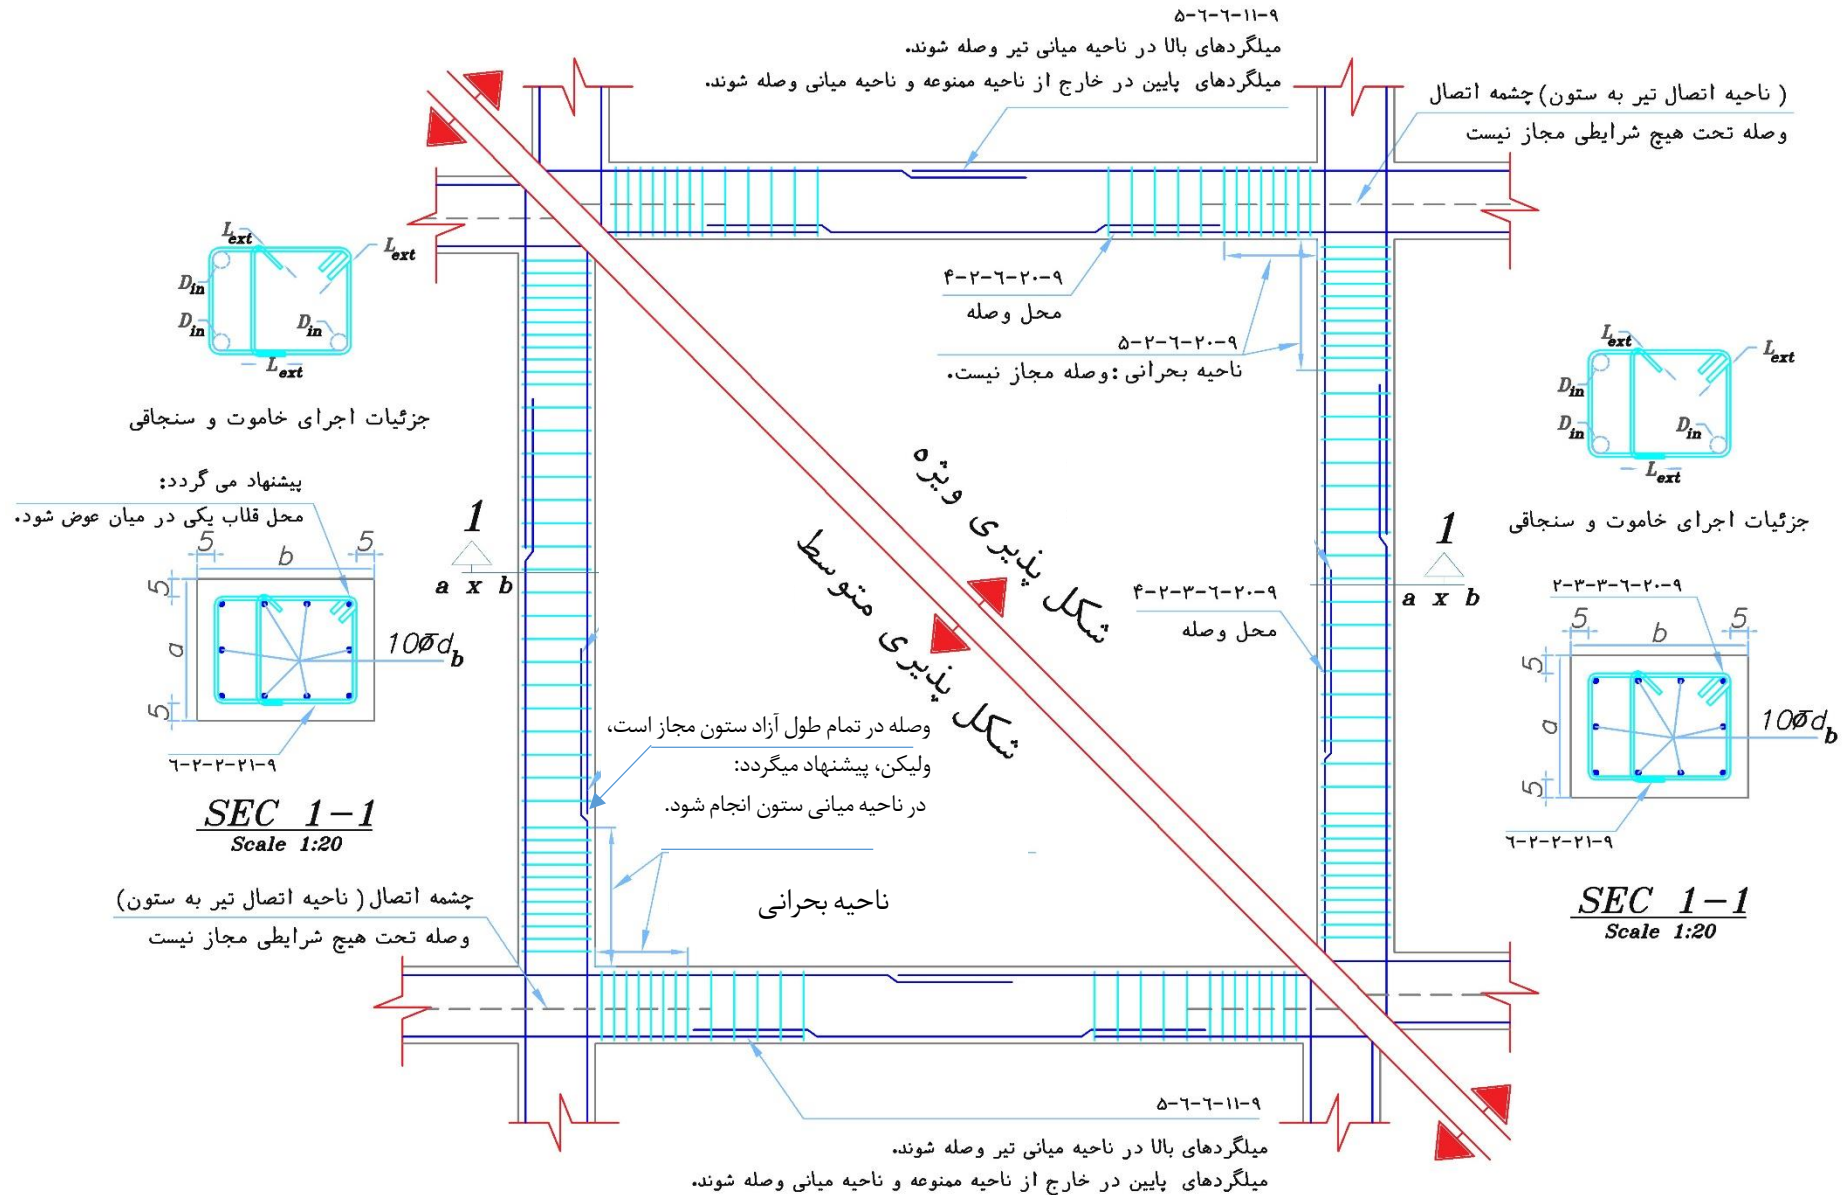 ۹-۱۱-۶-۶-۵
میلگردهای بالا در ناحیه میانی تیر وصله شوند.
میلگردهای پایین در خارج از ناحیه ممنوعه و ناحیه میانی وصله شوند.
چشمه اتصال (ناحیه اتصال تیر به ستون)
وصله تحت هیچ شرایطی مجاز نیست
۹-۲۰-۶-۲-۴
محل وصله
۹-۲۰-۶-۲-۵
ناحیه بحرانی: وصله مجاز نیست.
Lext
Lext
Din
Din
Din
Lext
جزئیات اجرای خاموت و سنجاقی
پیشنهاد می گردد:
محل قلاب یکی در میان عوض شود.
5
b
5
5
a
5
10Ødb
۹-۲۱-۲-۲-۶
SEC 1-1
Scale 1:20
1
a x b
شکل پذیری ویژه
شکل پذیری متوسط
۹-۲۰-۶-۳-۲-۴
محل وصله
1
a x b
Lext
Lext
Din
Din
Din
Lext
جزئیات اجرای خاموت و سنجاقی
۹-۲۰-۶-۳-۳-۲
5
b
5
5
a
5
10Ødb
۹-۲۱-۲-۲-۶
SEC 1-1
Scale 1:20
وصله در تمام طول آزاد ستون مجاز است،
ولیکن، پیشنهاد میگردد:
در ناحیه میانی ستون انجام شود.
ناحیه بحرانی
چشمه اتصال (ناحیه اتصال تیر به ستون)
وصله تحت هیچ شرایطی مجاز نیست
۹-۱۱-۶-۶-۵
میلگردهای بالا در ناحیه میانی تیر وصله شوند.
میلگردهای پایین در خارج از ناحیه ممنوعه و ناحیه میانی وصله شوند.